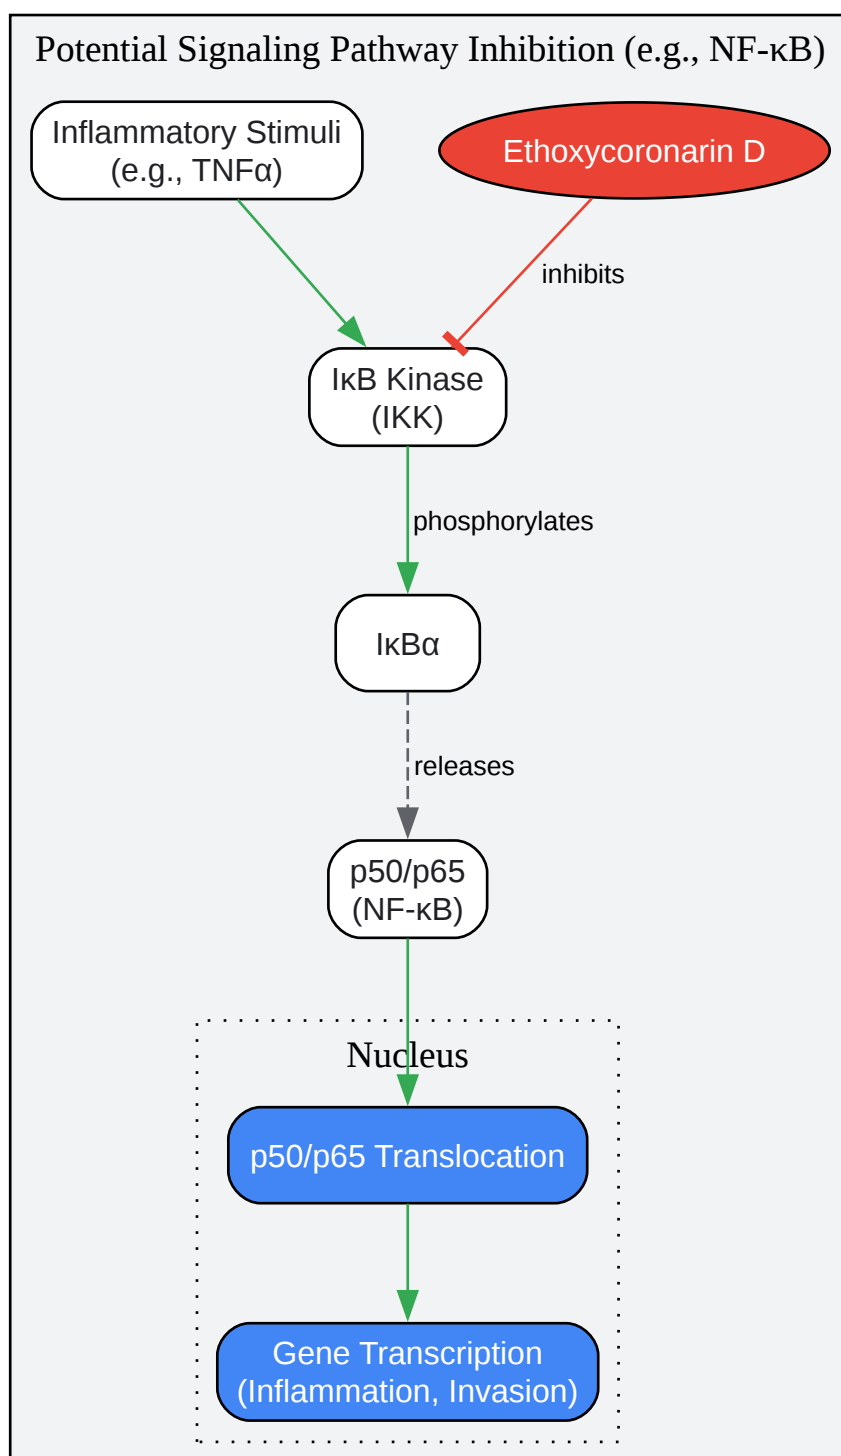 Potential Signaling Pathway Inhibition (e.g., NF-κB)
Inflammatory Stimuli
(e.g., TNFα)
Ethoxycoronarin D
inhibits
IκB Kinase
(IKK)
phosphorylates
IκBα
releases
p50/p65
(NF-κB)
Nucleus
p50/p65 Translocation
Gene Transcription
(Inflammation, Invasion)